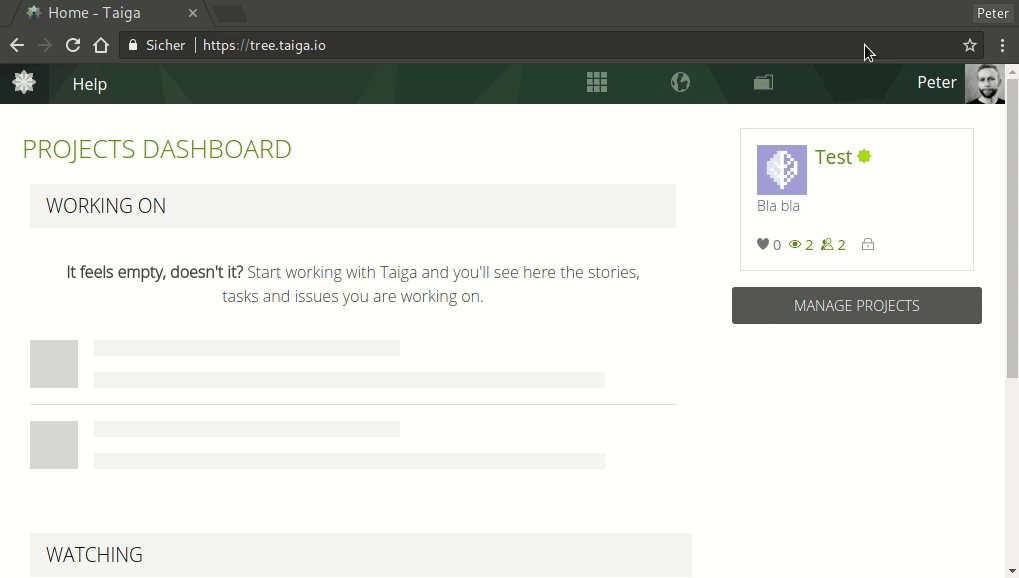 Home - Taiga
Peter
Sicher | https://tree.taiga.io
Help
Peter
PROJECTS DASHBOARD
WORKING ON
It feels empty, doesn't it? Start working with Taiga and you'll see here the stories,
tasks and issues you are working on.
WATCHING
Test
Bla bla
0 2 2
MANAGE PROJECTS